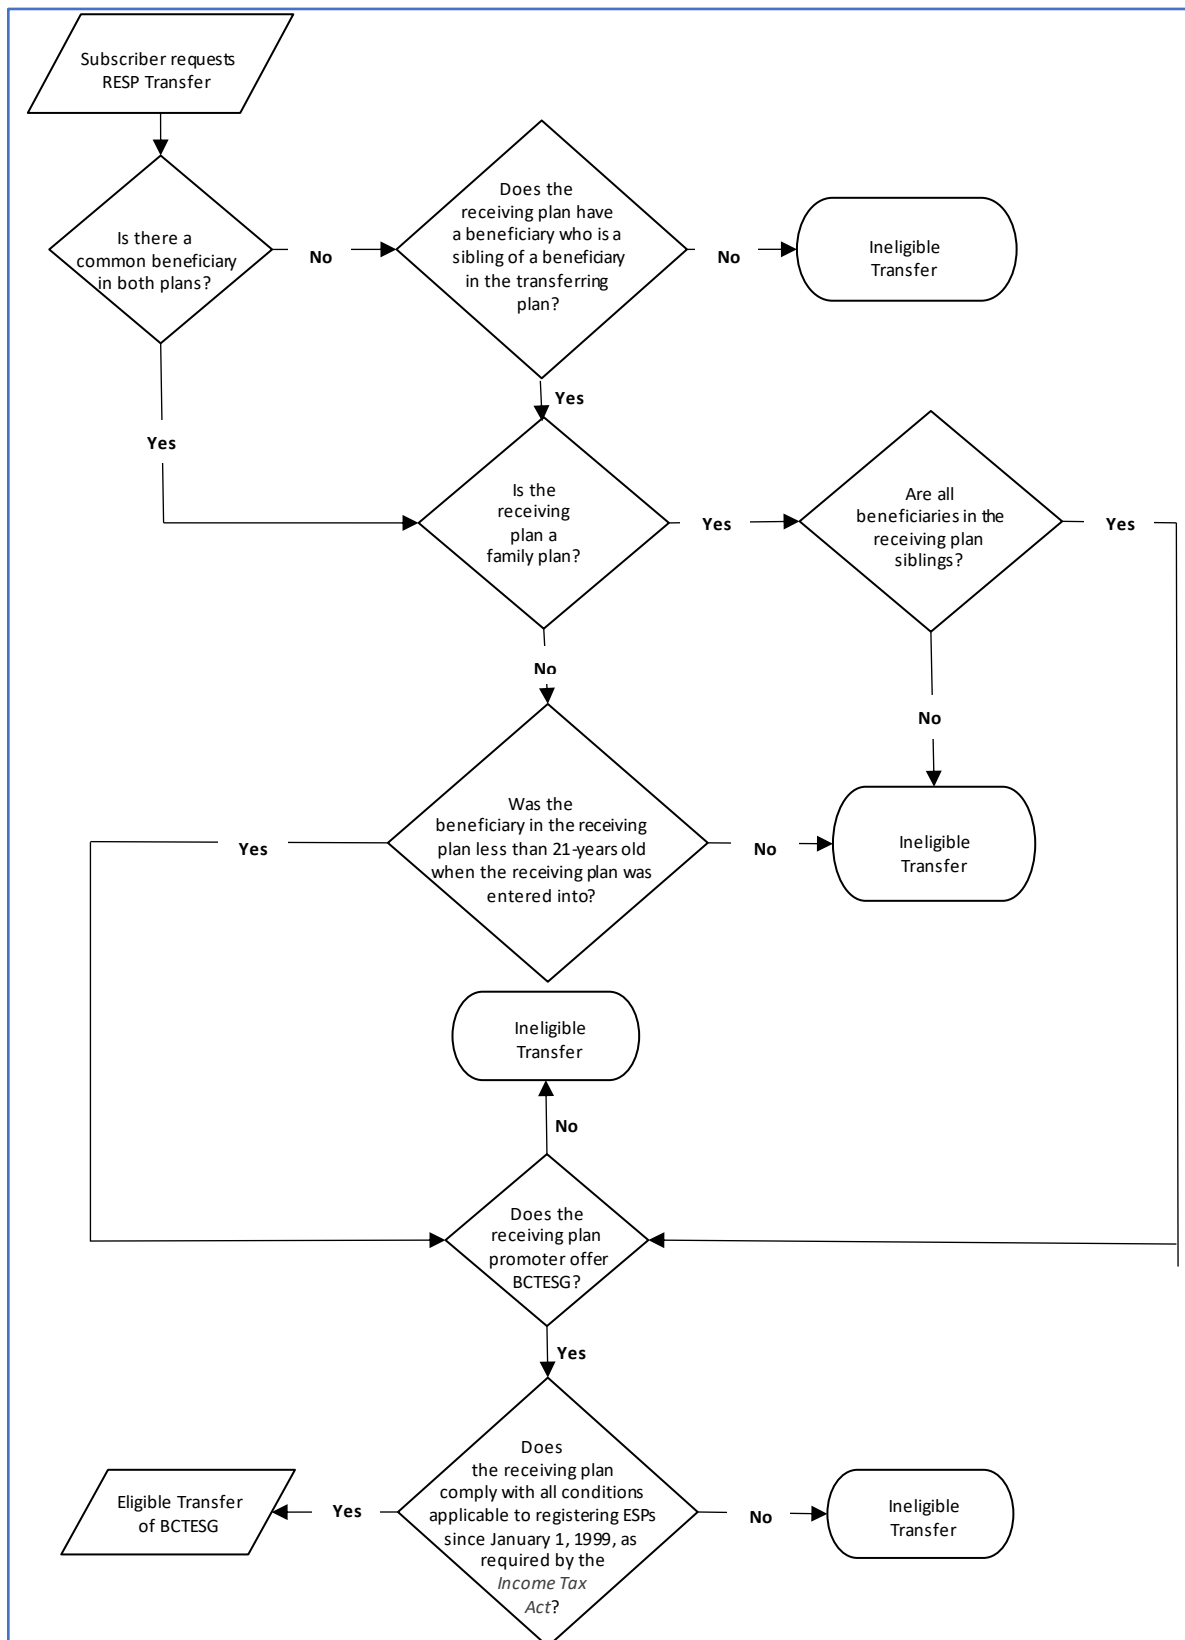 Subscriber requests
RESP Transfer
Is there a
common beneficiary
in both plans?
No
Does the
receiving plan have
a beneficiary who is a
sibling of a beneficiary
in the transferring
plan?
No
Ineligible
Transfer
Yes
Yes
Is the
receiving
plan a
family plan?
Yes
Are all
beneficiaries in the
receiving plan
siblings?
Yes
No
No
Was the
beneficiary in the receiving
plan less than 21-years old
when the receiving plan was
entered into?
Yes
No
Ineligible
Transfer
Ineligible
Transfer
No
Does the
receiving plan
promoter offer
BCTESG?
Yes
Does
the receiving plan
comply with all conditions
applicable to registering ESPs
since January 1, 1999, as
required by the
Income Tax
Act?
Yes
Eligible Transfer
of BCTESG
No
Ineligible
Transfer